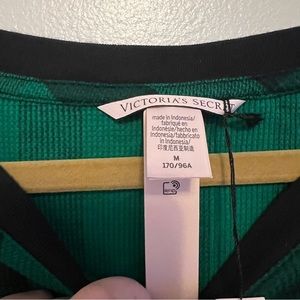 VICTORIA'S SECRET
made in Indonesia/
fabriqué en
Indonésie/hecho en
Indonesia/fabbricato
in Indonesia/
印度尼西亚制造
M
170/96A